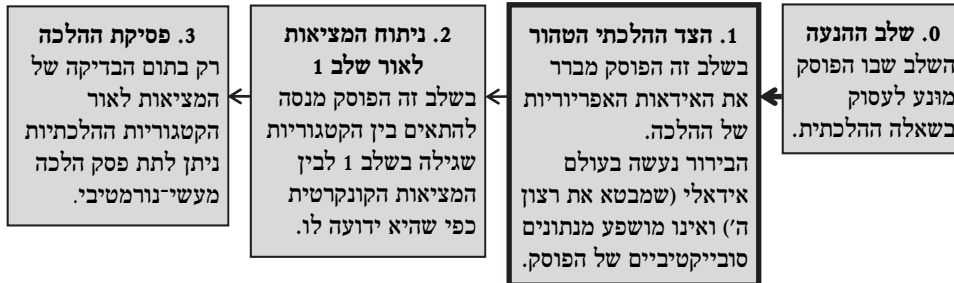 0. שלב ההנעה
השלב שבו הפוסק
מוּנע לעסוק
בשאלה ההלכתית.
1. הצד ההלכתי הטהור
בשלב זה הפוסק מברר
את האידאות האפריוריות
של ההלכה.
הבירור נעשה בעולם
אידאלי (שמבטא את רצון
ה') ואינו מושפע מנתונים
סובייקטיביים של הפוסק.
2. ניתוח המציאות
לאור שלב 1
בשלב זה הפוסק מנסה
להתאים בין הקטגוריות
שגילה בשלב 1 לבין
המציאות הקונקרטית
כפי שהיא ידועה לו.
3. פסיקת ההלכה
רק בתום הבדיקה של
המציאות לאור
הקטגוריות ההלכתיות
ניתן לתת פסק הלכה
מעשי־נורמטיבי.